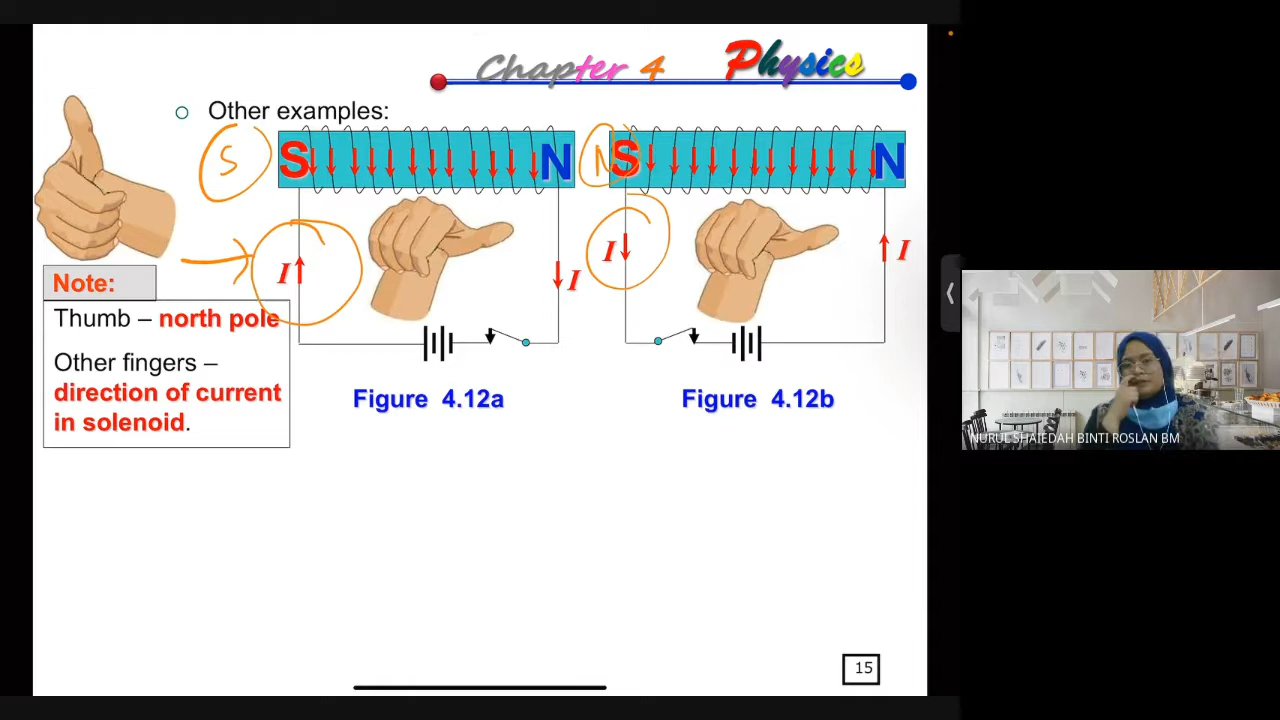 Chapter 4 Physics
Other examples:
S
S
N
N
S
N
I
I
I
I
Note:
Thumb – north pole
Other fingers –
direction of current
in solenoid.
Figure 4.12a
Figure 4.12b
NURUL SHAIEDAH BINTI ROSLAN BM
15